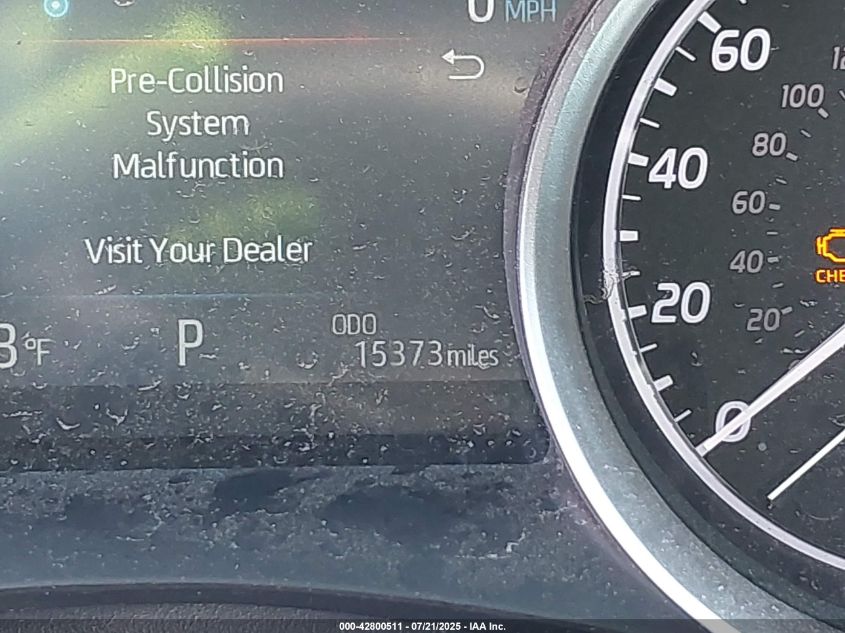 0 MPH
Pre-Collision
System
Malfunction
Visit Your Dealer
°F
P
ODO
15373 miles
60
40
20
0
100
80
60
40
20
000-42800511 - 07/21/2025 - IAA Inc.